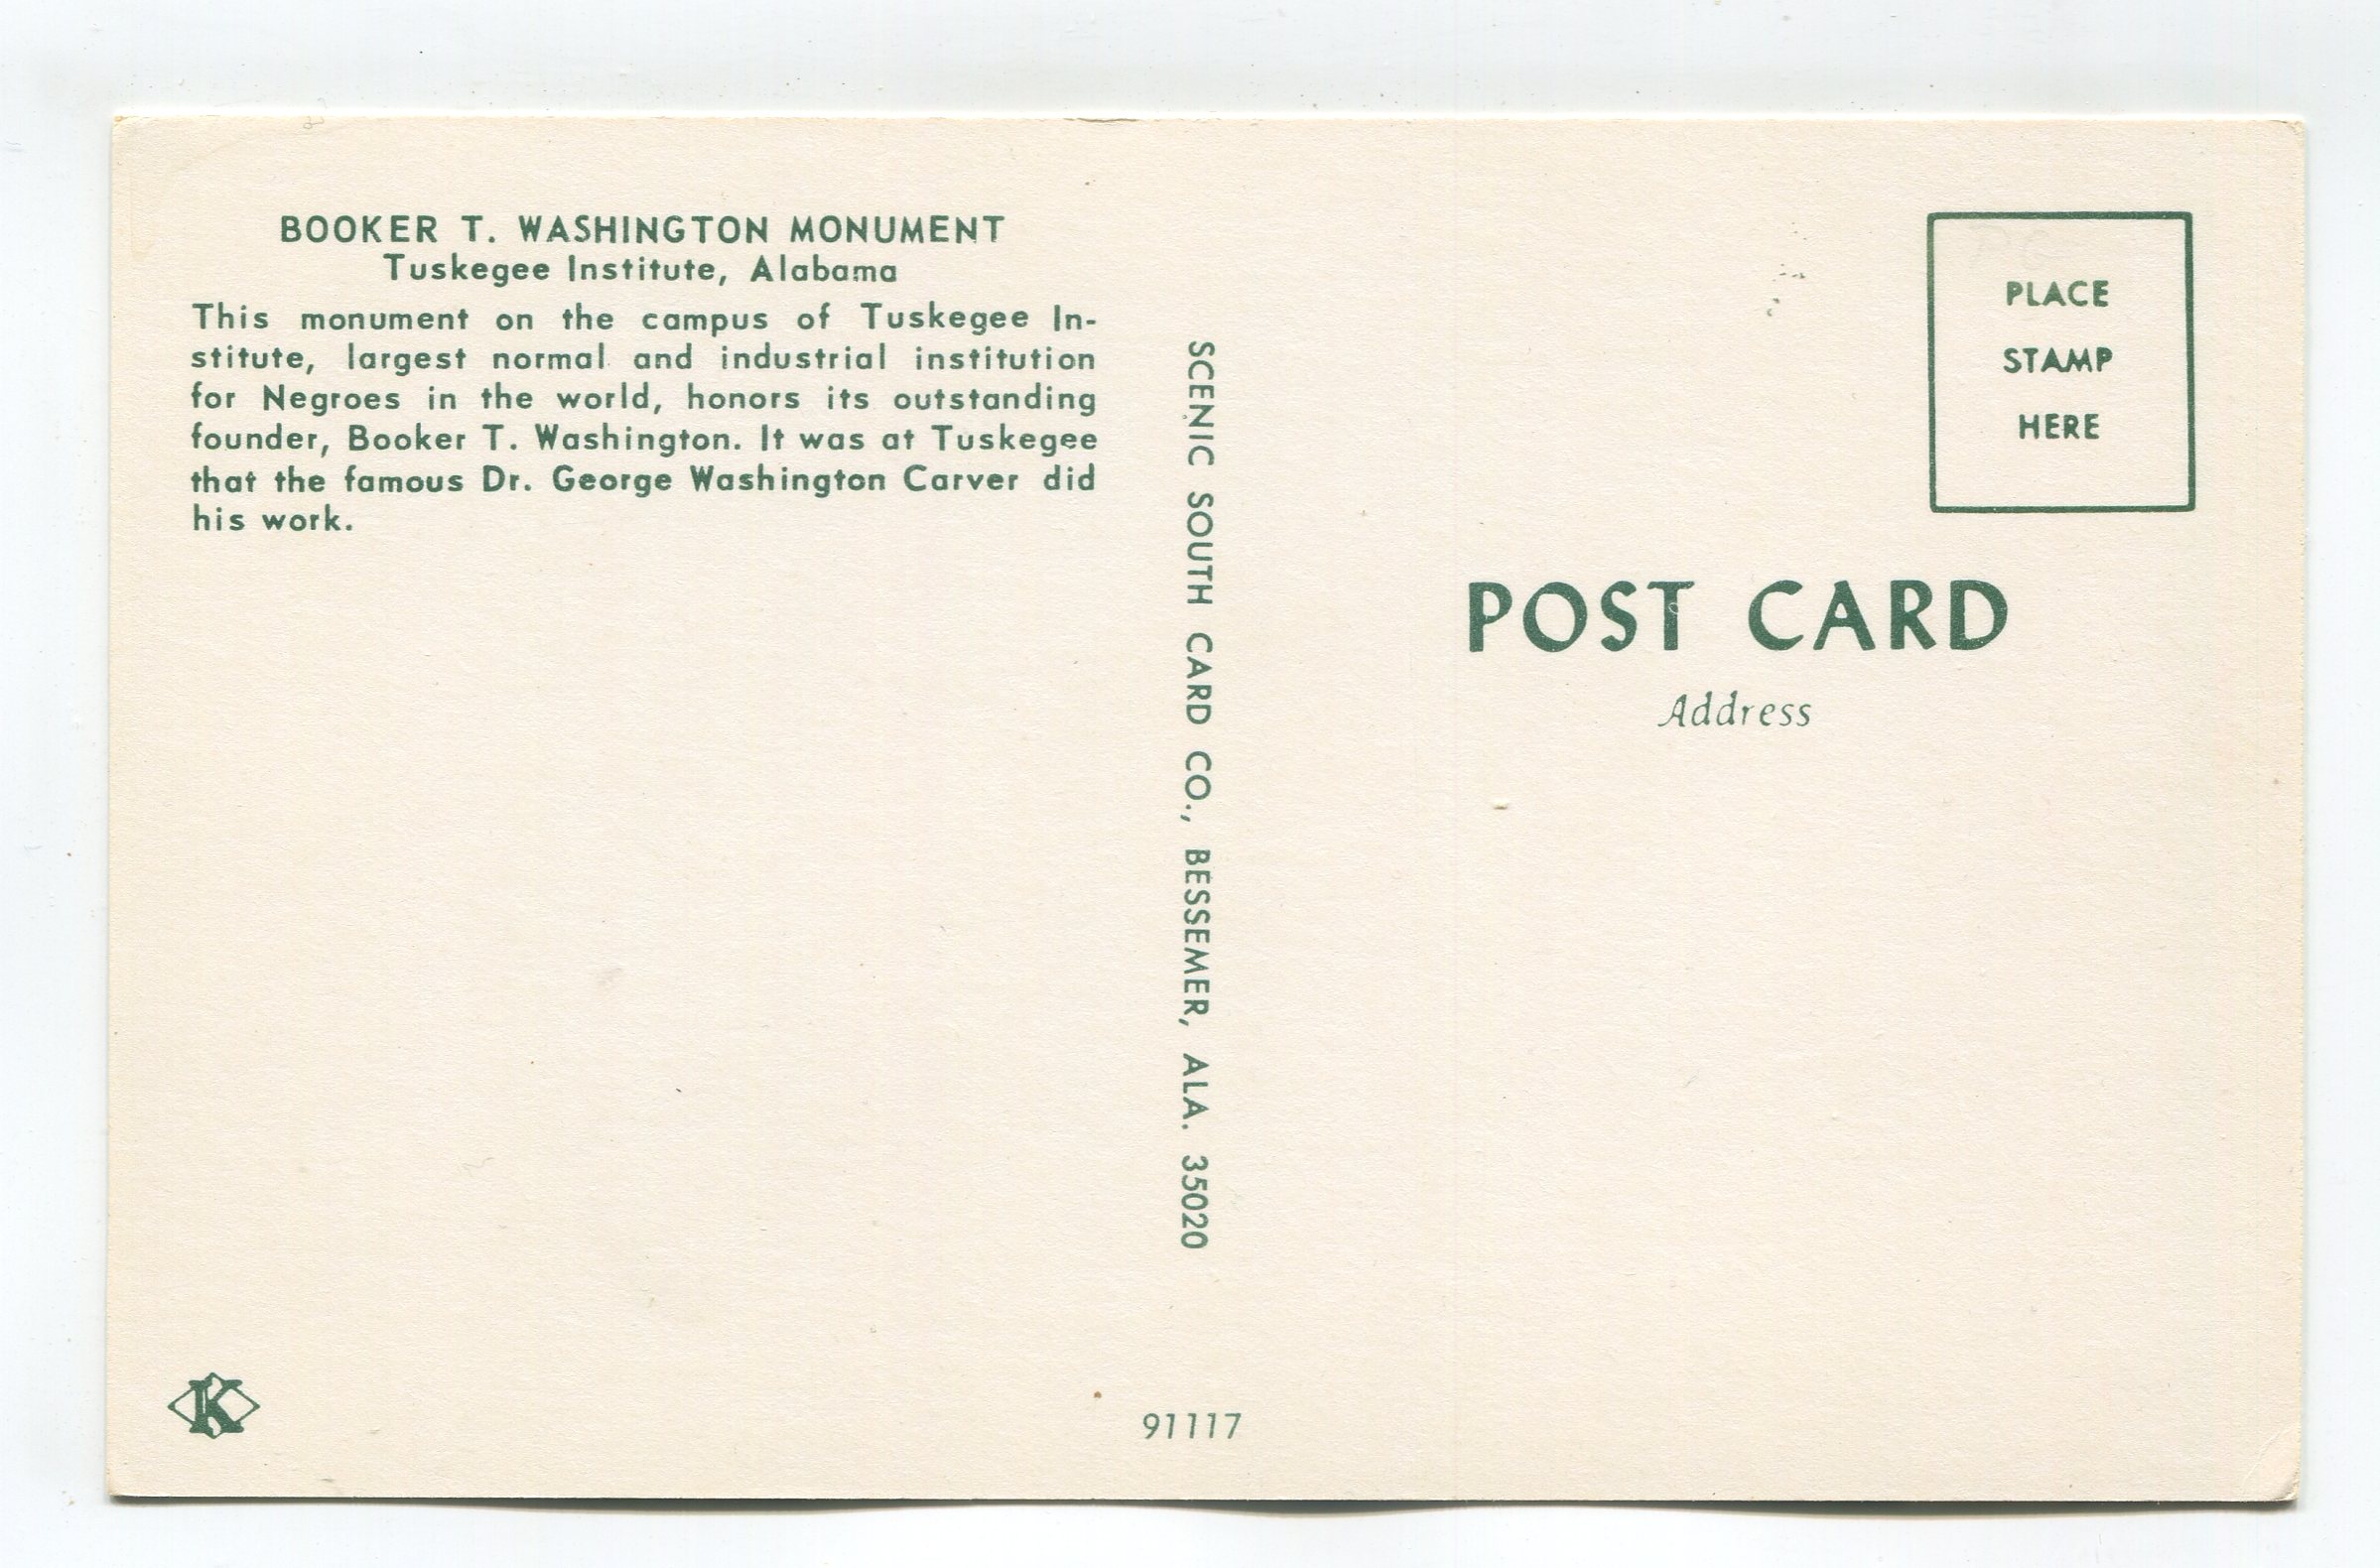 BOOKER T. WASHINGTON MONUMENT
Tuskegee Institute, Alabama
This monument on the campus of Tuskegee In-
stitute, largest normal and industrial institution
for Negroes in the world, honors its outstanding
founder, Booker T. Washington. It was at Tuskegee
that the famous Dr. George Washington Carver did
his work.
SCENIC SOUTH CARD CO., BESSEMER, ALA. 35020
PLACE
STAMP
HERE
POST CARD
Address
K
91117